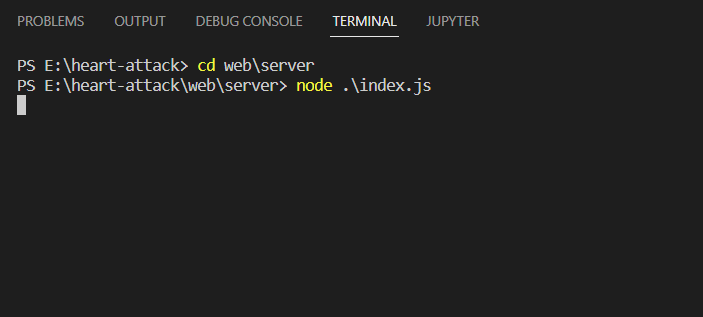 PROBLEMS OUTPUT DEBUG CONSOLE TERMINAL JUPYTER
PS E:\heart-attack> cd web\server
PS E:\heart-attack\web\server> node .\index.js